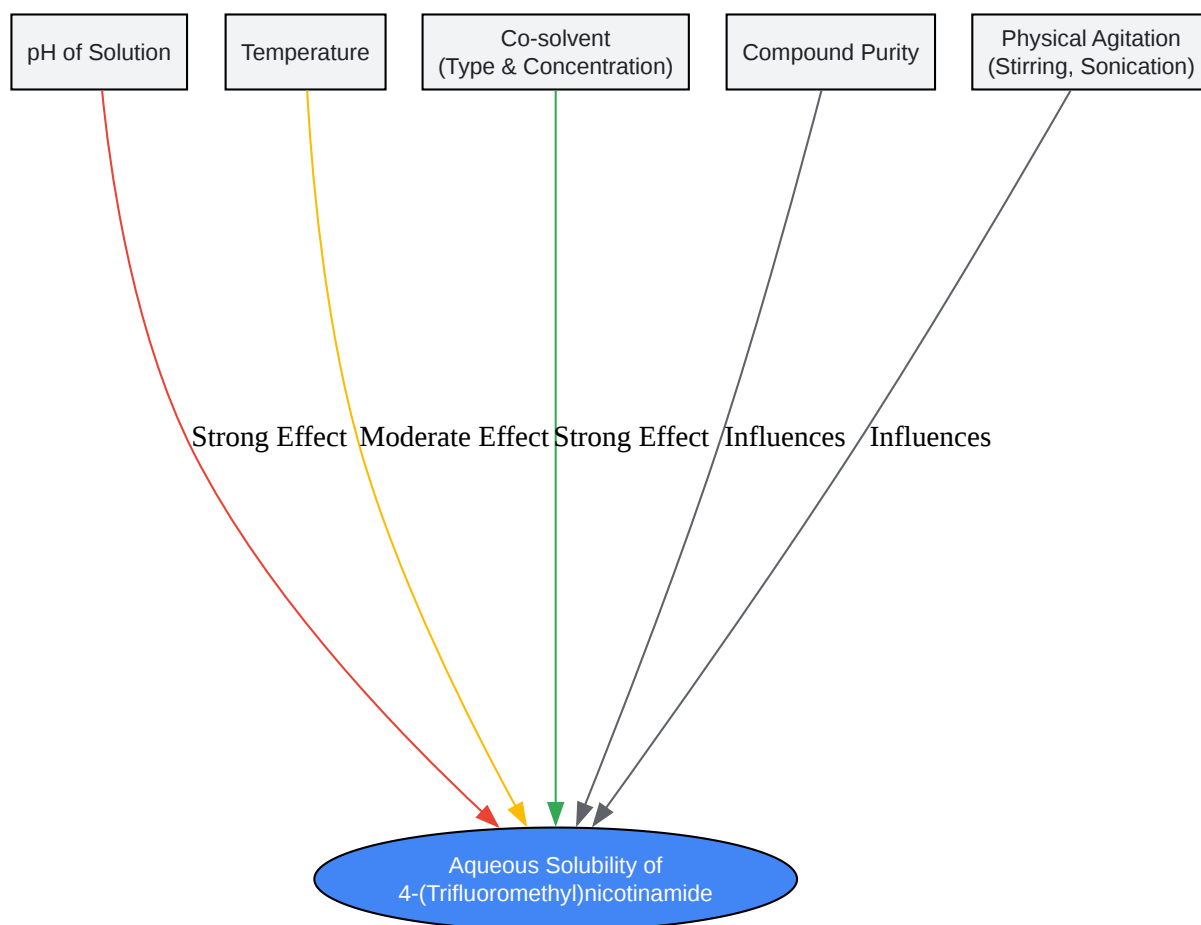 pH of Solution
Temperature
Co-solvent
(Type & Concentration)
Compound Purity
Physical Agitation
(Stirring, Sonication)
Strong Effect
Moderate Effect
Strong Effect
Influences
Influences
Aqueous Solubility of
4-(Trifluoromethyl)nicotinamide